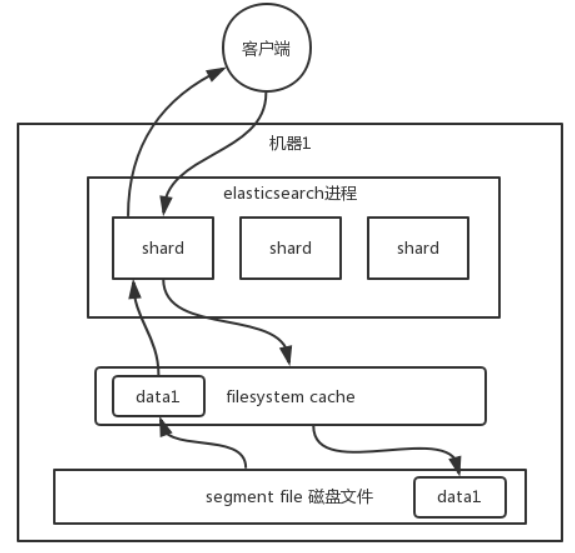 客户端
机器1
elasticsearch进程
shard
shard
shard
data1
filesystem cache
segment file 磁盘文件
data1